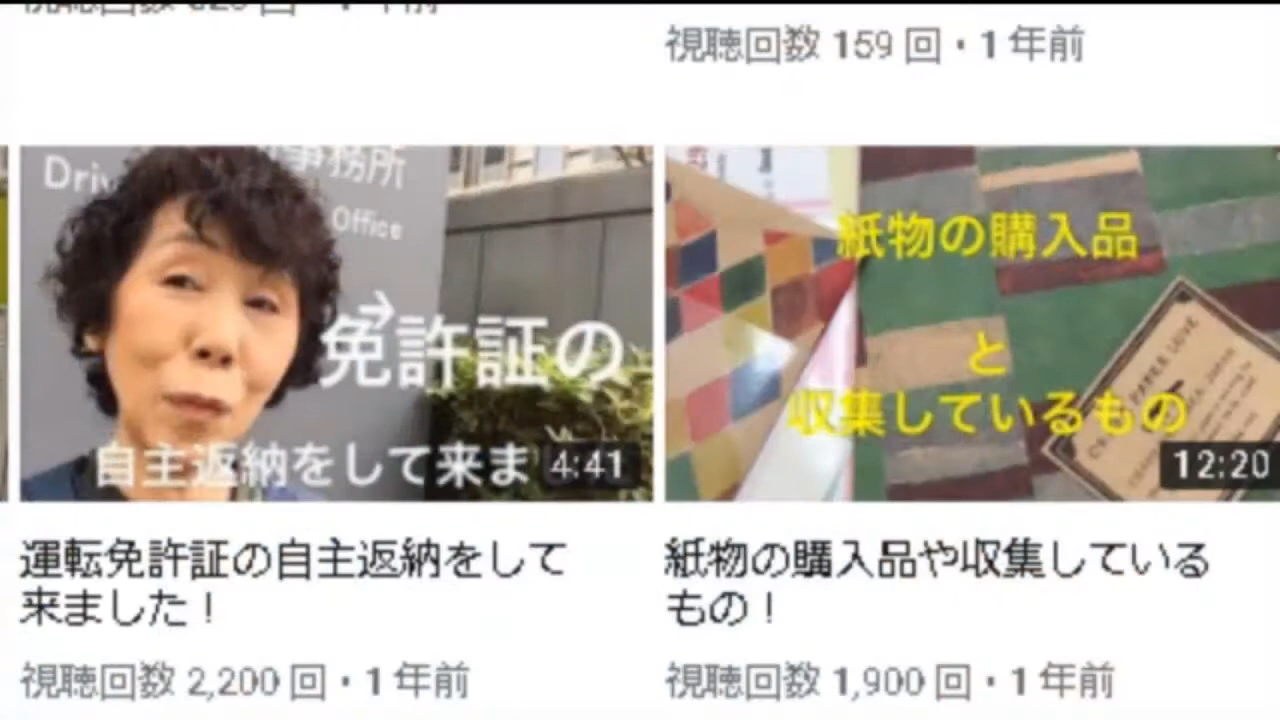 視聴回数 159 回・1 年前
事務所
Office
→
免許証の
自主返納をして来ま
4:41
紙物の購入品
と
収集しているもの
12:20
運転免許証の自主返納をして
来ました！
視聴回数 2,200 回・1 年前
紙物の購入品や収集している
もの！
視聴回数 1,900 回・1 年前